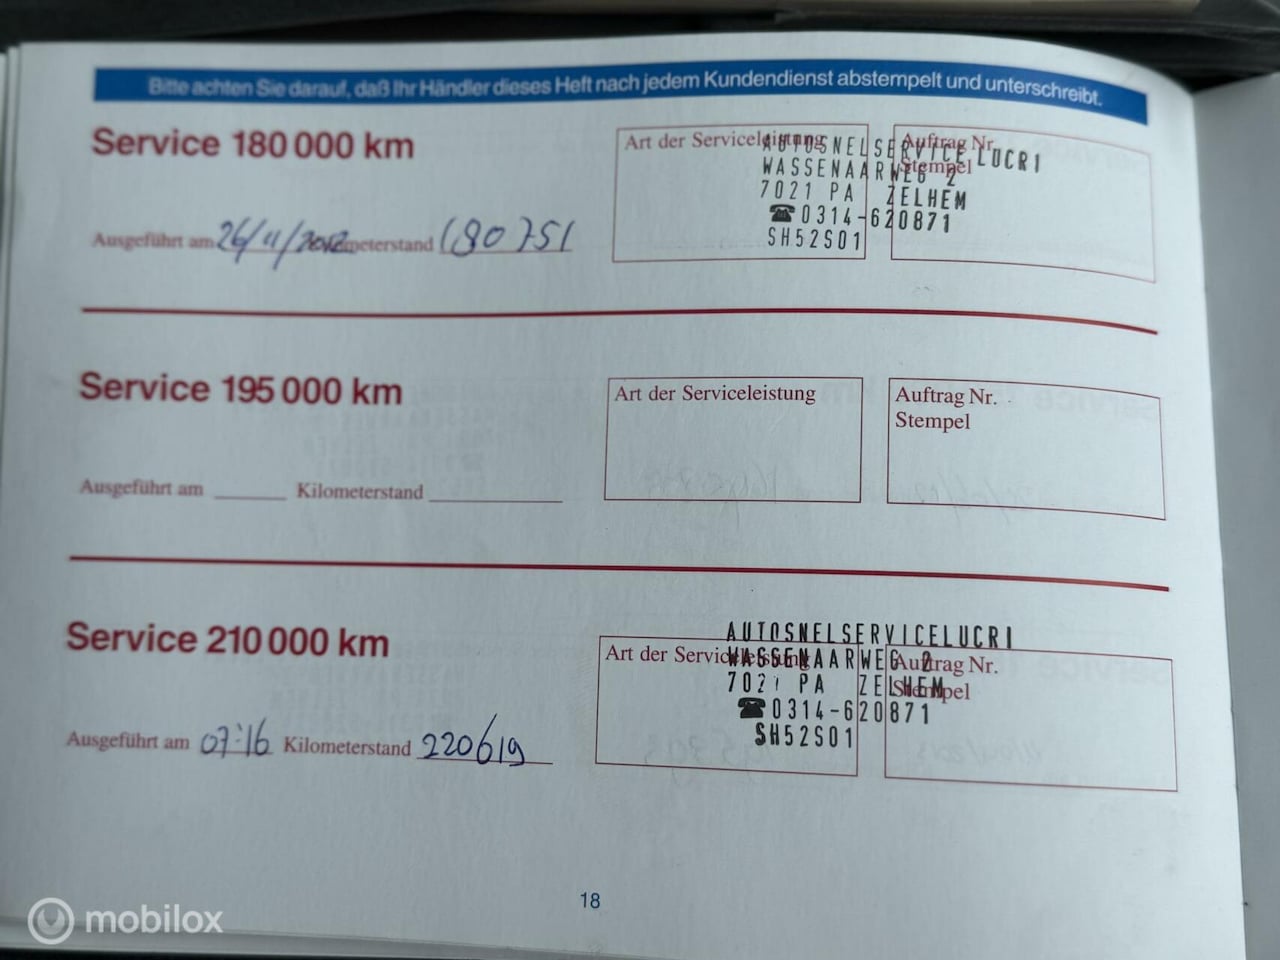 Bitte achten Sie darauf, daß Ihr Händler dieses Heft nach jedem Kundendienst abstempelt und unterschreibt.
Service 180 000 km
Art der Serviceleistung
Auftrag Nr.
Stempel
AUTOSNELSERVICE LUCRI
WASSENAARWEG 2
7021 PA ZELHEM
☎0314-620871
SH52S01
Ausgeführt am 26/11/2012 Kilometerstand 180751
Service 195 000 km
Art der Serviceleistung
Auftrag Nr.
Stempel
Ausgeführt am Kilometerstand
Service 210 000 km
Art der Serviceleistung
Auftrag Nr.
Stempel
AUTOSNELSERVICELUCRI
WASSENAARWEG 2
7021 PA ZELHEM
☎0314-620871
SH52S01
Ausgeführt am 07-'16 Kilometerstand 220619
18
mobilox